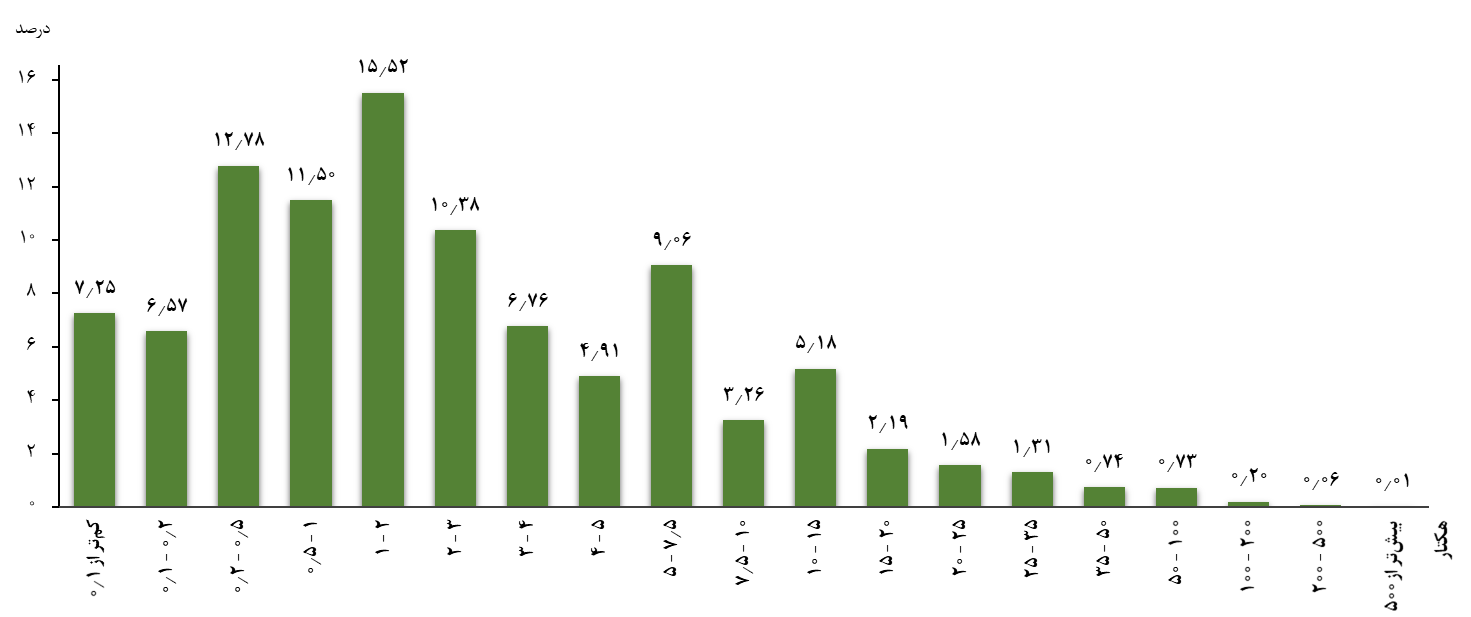 درصد
۱۶
۱۴
۱۲
۱۰
۸
۶
۴
۲
۰
۷٫۲۵
۶٫۵۷
۱۲٫۷۸
۱۱٫۵۰
۱۵٫۵۲
۱۰٫۳۸
۶٫۷۶
۴٫۹۱
۹٫۰۶
۳٫۲۶
۵٫۱۸
۲٫۱۹
۱٫۵۸
۱٫۳۱
۰٫۷۴
۰٫۷۳
۰٫۲۰
۰٫۰۶
۰٫۰۱
کم‌تر از ۰٫۱
۰٫۱ - ۰٫۲
۰٫۲ - ۰٫۵
۰٫۵ - ۱
۱ - ۲
۲ - ۳
۳ - ۴
۴ - ۵
۵ - ۷٫۵
۷٫۵ - ۱۰
۱۰ - ۱۵
۱۵ - ۲۰
۲۰ - ۲۵
۲۵ - ۳۵
۳۵ - ۵۰
۵۰ - ۱۰۰
۱۰۰ - ۲۰۰
۲۰۰ - ۵۰۰
بیش‌تر از ۵۰۰
هکتار